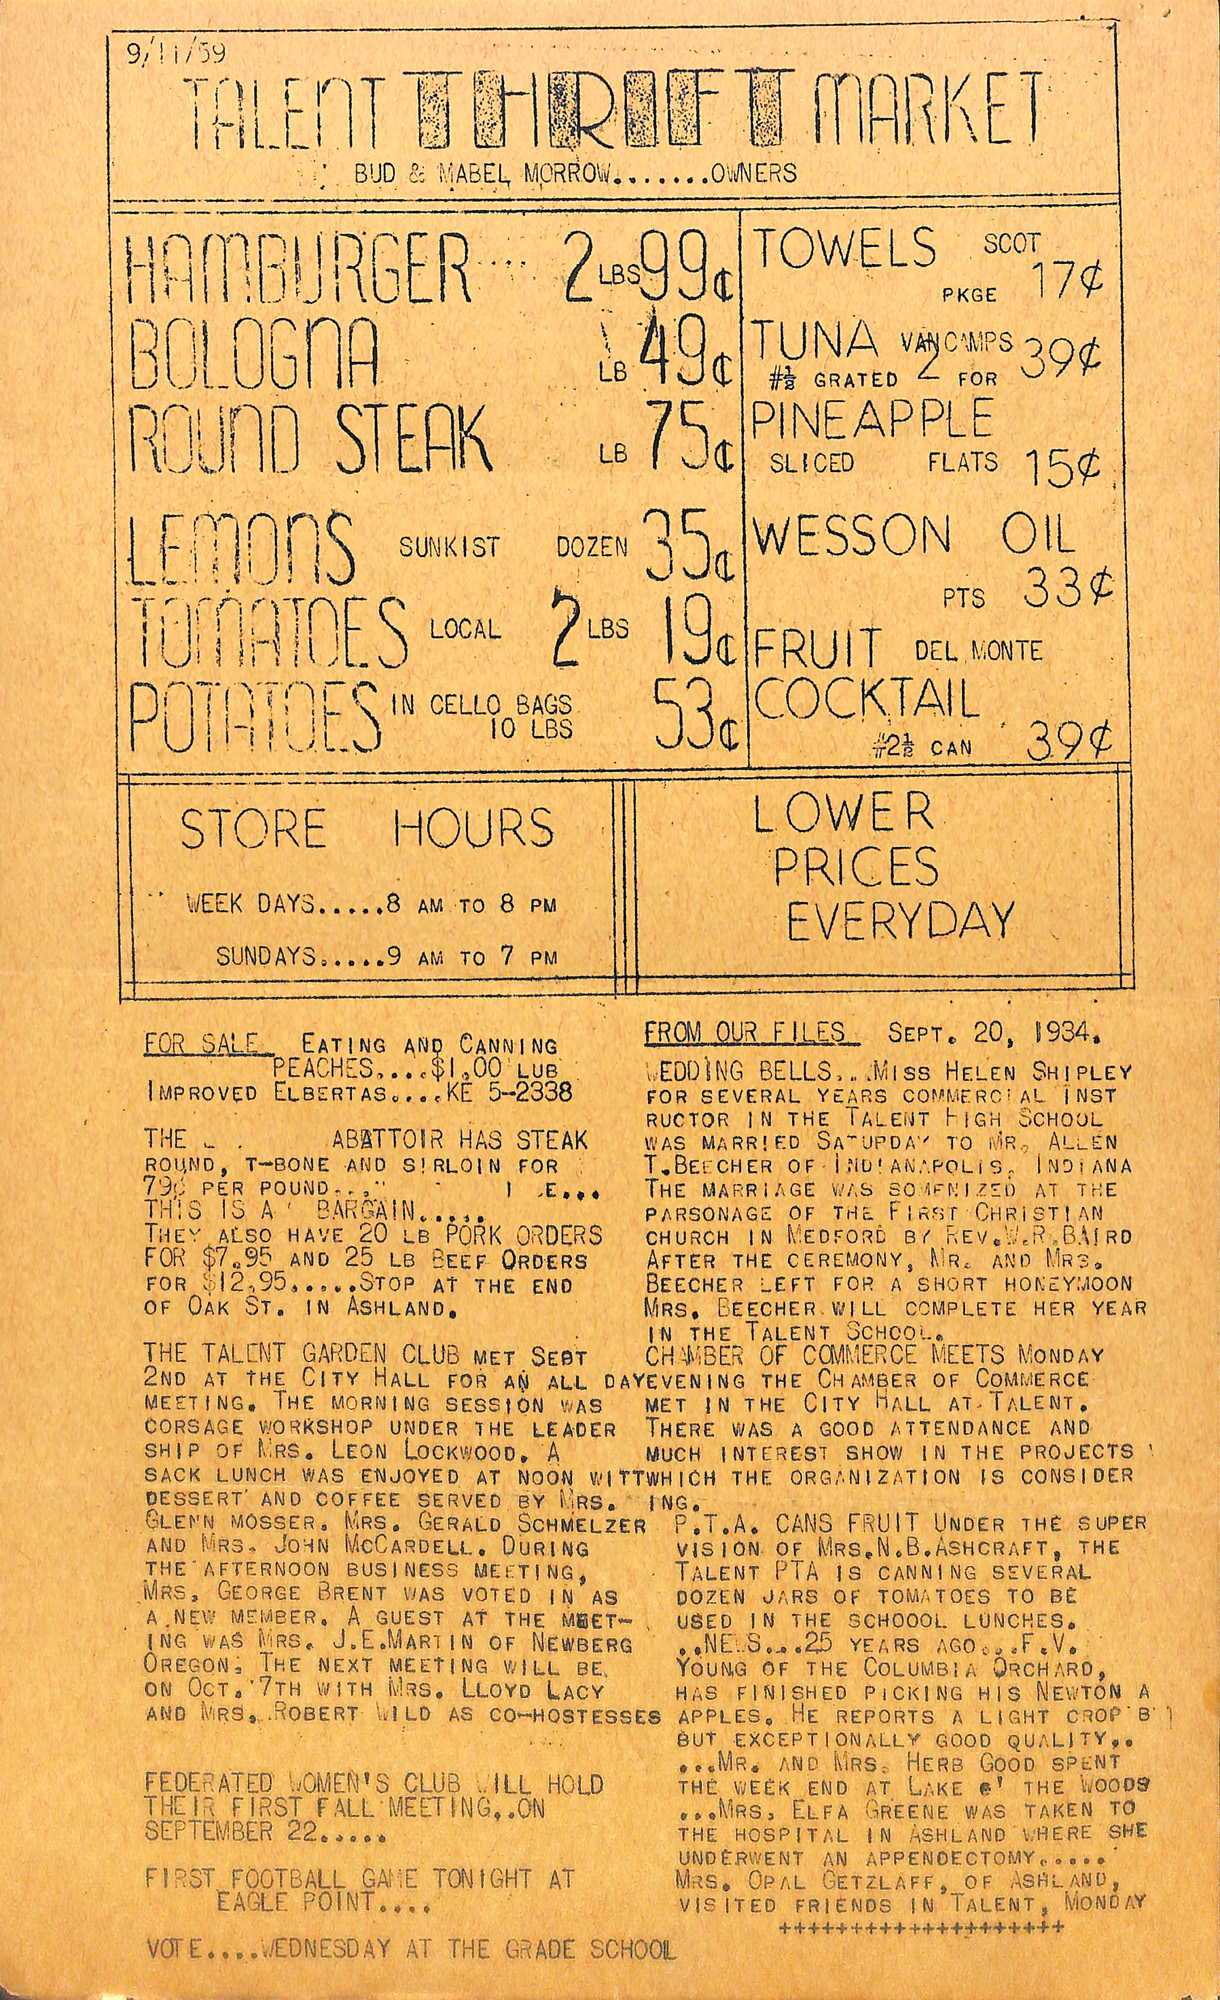 9/11/59
TALENT THRIFT MARKET
BUD & MABEL MORROW.......OWNERS
HAMBURGER 2 LBS 99¢
BOLOGNA LB 49¢
ROUND STEAK LB 75¢
LEMONS SUNKIST DOZEN 35¢
TOMATOES LOCAL 2 LBS 19¢
POTATOES IN CELLO BAGS
10 LBS 53¢
TOWELS SCOT
PKGE 17¢
TUNA VANCAMPS
#½ GRATED 2 FOR 39¢
PINEAPPLE
SLICED FLATS 15¢
WESSON OIL
PTS 33¢
FRUIT DEL MONTE
COCKTAIL
#2½ CAN 39¢
STORE HOURS
WEEK DAYS.....8 AM TO 8 PM
SUNDAYS.....9 AM TO 7 PM
LOWER
PRICES
EVERYDAY
FOR SALE EATING AND CANNING
PEACHES....$1.00 LUB
IMPROVED ELBERTAS....KE 5--2338
THE ABATTOIR HAS STEAK
ROUND, T-BONE AND SIRLOIN FOR
79¢ PER POUND...
THIS IS A BARGAIN.....
THEY ALSO HAVE 20 LB PORK ORDERS
FOR $7.95 AND 25 LB BEEF ORDERS
FOR $12.95.....STOP AT THE END
OF OAK ST. IN ASHLAND.
THE TALENT GARDEN CLUB MET SEBT
2ND AT THE CITY HALL FOR AN ALL DAY
MEETING. THE MORNING SESSION WAS
CORSAGE WORKSHOP UNDER THE LEADER
SHIP OF MRS. LEON LOCKWOOD. A
SACK LUNCH WAS ENJOYED AT NOON WITT
DESSERT AND COFFEE SERVED BY MRS.
GLENN MOSSER. MRS. GERALD SCHMELZER
AND MRS. JOHN MCCARDELL. DURING
THE AFTERNOON BUSINESS MEETING,
MRS. GEORGE BRENT WAS VOTED IN AS
A NEW MEMBER. A GUEST AT THE MEET-
ING WAS MRS. J.E.MARTIN OF NEWBERG
OREGON. THE NEXT MEETING WILL BE
ON OCT. 7TH WITH MRS. LLOYD LACY
AND MRS. ROBERT WILD AS CO-HOSTESSES
FEDERATED WOMEN'S CLUB WILL HOLD
THEIR FIRST FALL MEETING..ON
SEPTEMBER 22.....
FIRST FOOTBALL GAME TONIGHT AT
EAGLE POINT....
VOTE....WEDNESDAY AT THE GRADE SCHOOL
FROM OUR FILES SEPT. 20, 1934.
WEDDING BELLS...MISS HELEN SHIPLEY
FOR SEVERAL YEARS COMMERCIAL INST
RUCTOR IN THE TALENT HIGH SCHOOL
WAS MARRIED SATURDAY TO MR. ALLEN
T.BEECHER OF INDIANAPOLIS, INDIANA
THE MARRIAGE WAS SOMENIZED AT THE
PARSONAGE OF THE FIRST CHRISTIAN
CHURCH IN MEDFORD BY REV.W.R.BAIRD
AFTER THE CEREMONY, MR. AND MRS.
BEECHER LEFT FOR A SHORT HONEYMOON
MRS. BEECHER WILL COMPLETE HER YEAR
IN THE TALENT SCHOOL.
CHAMBER OF COMMERCE MEETS MONDAY
EVENING THE CHAMBER OF COMMERCE
MET IN THE CITY HALL AT TALENT.
THERE WAS A GOOD ATTENDANCE AND
MUCH INTEREST SHOW IN THE PROJECTS
WHICH THE ORGANIZATION IS CONSIDER
ING.
P.T.A. CANS FRUIT UNDER THE SUPER
VISION OF MRS.N.B.ASHCRAFT, THE
TALENT PTA IS CANNING SEVERAL
DOZEN JARS OF TOMATOES TO BE
USED IN THE SCHOOOL LUNCHES.
..NEWS...25 YEARS AGO...F.V.
YOUNG OF THE COLUMBIA ORCHARD,
HAS FINISHED PICKING HIS NEWTON A
APPLES. HE REPORTS A LIGHT CROP
BUT EXCEPTIONALLY GOOD QUALITY..
...MR. AND MRS. HERB GOOD SPENT
THE WEEK END AT LAKE THE WOODS
...MRS. ELFA GREENE WAS TAKEN TO
THE HOSPITAL IN ASHLAND WHERE SHE
UNDERWENT AN APPENDECTOMY.....
MRS. OPAL GETZLAFF, OF ASHLAND,
VISITED FRIENDS IN TALENT, MONDAY
++++++++++++++++++++